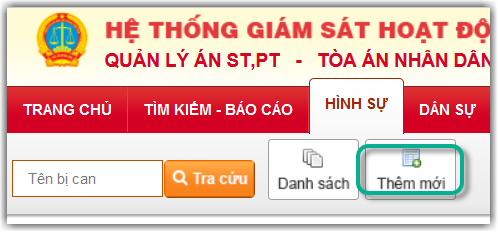 HỆ THỐNG GIÁM SÁT HOẠT ĐỘ
QUẢN LÝ ÁN ST,PT - TÒA ÁN NHÂN DÂN
TRANG CHỦ TÌM KIẾM - BÁO CÁO HÌNH SỰ DÂN SỰ
Tên bị can Tra cứu Danh sách Thêm mới